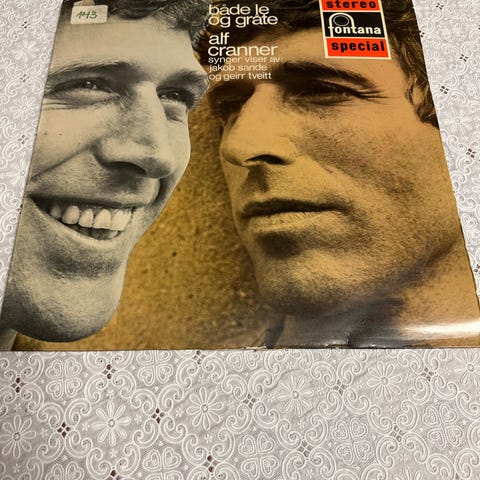 143
både le
og gråte
alf
cranner
synger viser av:
jakob sande
og geirr tveitt
stereo
fontana
special